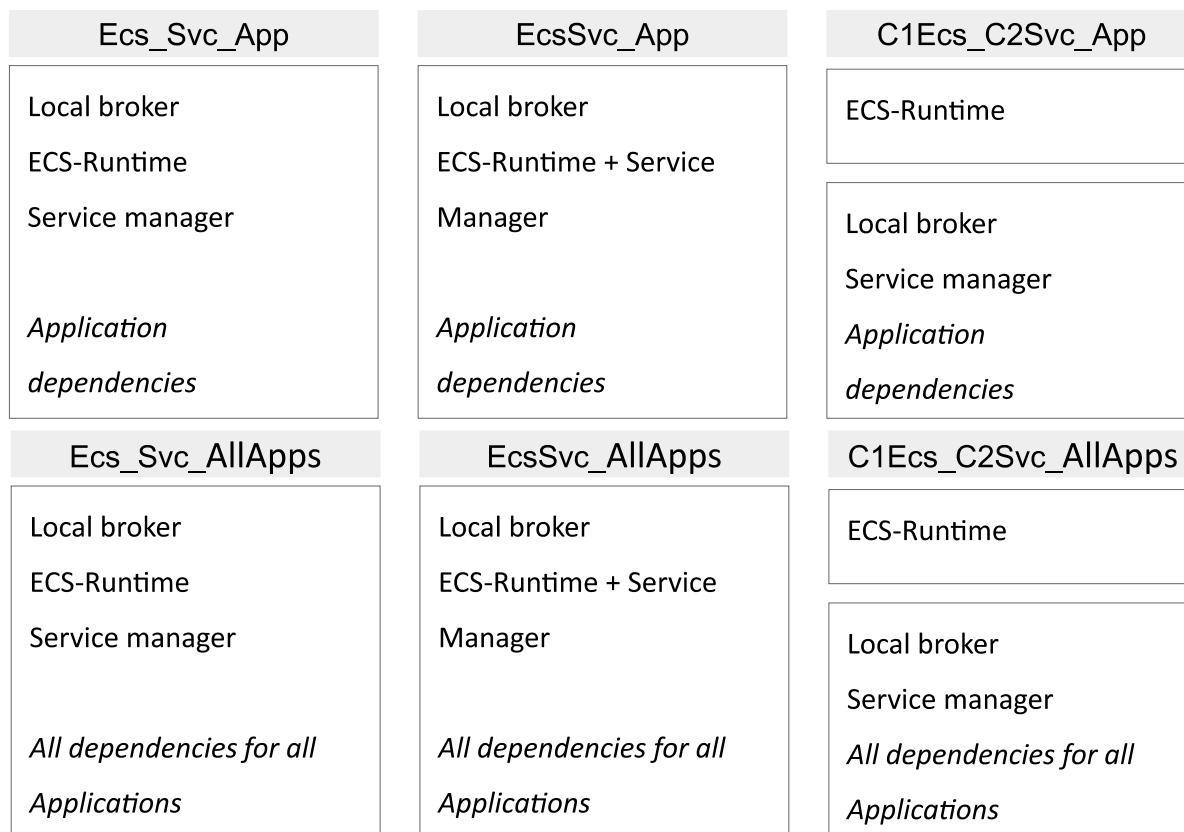 Ecs_Svc_App
Local broker
ECS-Runtime
Service manager
Application
dependencies
EcsSvc_App
Local broker
ECS-Runtime + Service
Manager
Application
dependencies
C1Ecs_C2Svc_App
ECS-Runtime
Local broker
Service manager
Application
dependencies
Ecs_Svc_AllApps
Local broker
ECS-Runtime
Service manager
All dependencies for all
Applications
EcsSvc_AllApps
Local broker
ECS-Runtime + Service
Manager
All dependencies for all
Applications
C1Ecs_C2Svc_AllApps
ECS-Runtime
Local broker
Service manager
All dependencies for all
Applications